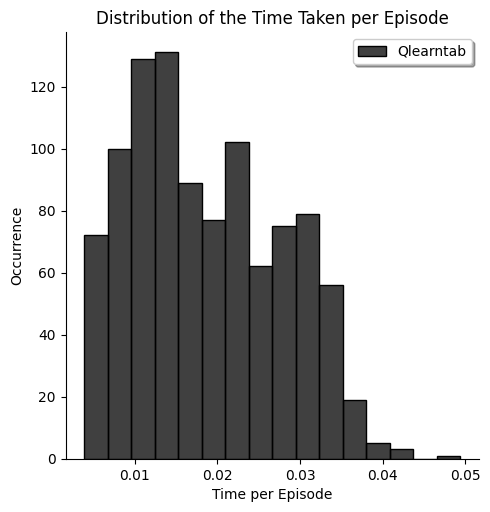 Distribution of the Time Taken per Episode
Qlearntab
120
100
80
60
40
20
0
Occurrence
0.01 0.02 0.03 0.04 0.05
Time per Episode